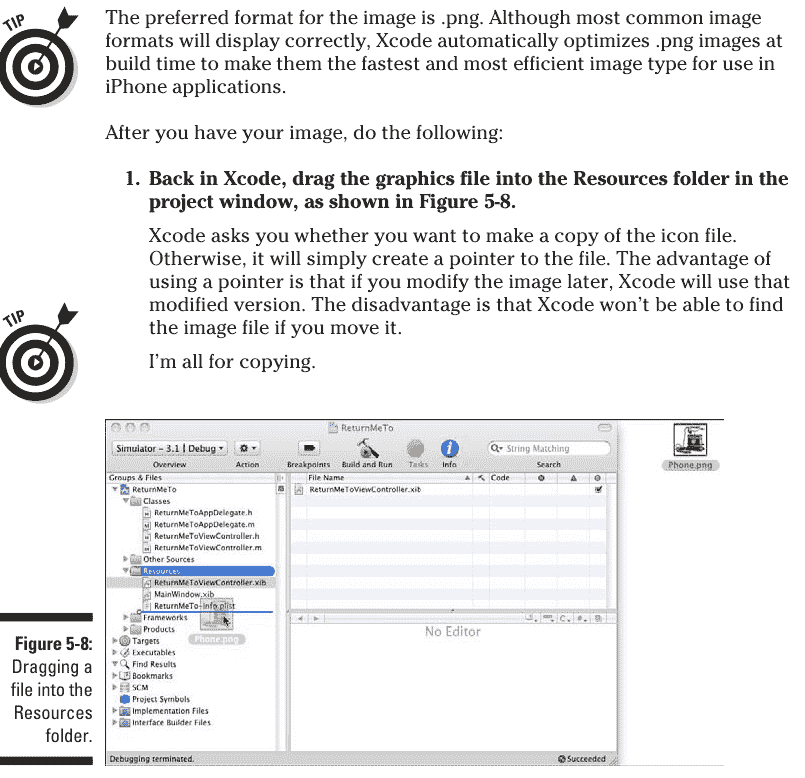 TIP
The preferred format for the image is .png. Although most common image
formats will display correctly, Xcode automatically optimizes .png images at
build time to make them the fastest and most efficient image type for use in
iPhone applications.
After you have your image, do the following:
1. Back in Xcode, drag the graphics file into the Resources folder in the
project window, as shown in Figure 5-8.
Xcode asks you whether you want to make a copy of the icon file.
Otherwise, it will simply create a pointer to the file. The advantage of
using a pointer is that if you modify the image later, Xcode will use that
modified version. The disadvantage is that Xcode won't be able to find
the image file if you move it.
TIP
I'm all for copying.
ReturnMeTo
Simulator - 3.1 | Debug
String Matching
Overview Action Breakpoints Build and Run Tasks Info Search
Groups & Files
File Name Code
ReturnMeTo
ReturnMeToViewController.xib
Classes
ReturnMeToAppDelegate.h
ReturnMeToAppDelegate.m
ReturnMeToViewController.h
ReturnMeToViewController.m
Other Sources
Resources
ReturnMeToViewController.xib
MainWindow.xib
ReturnMeTo-Info.plist
Frameworks
Products
Phone.png
Targets
Executables
Find Results
Bookmarks
SCM
Project Symbols
Implementation Files
Interface Builder Files
No Editor
Debugging terminated.
Succeeded
Phone.png
Figure 5-8:
Dragging a
file into the
Resources
folder.